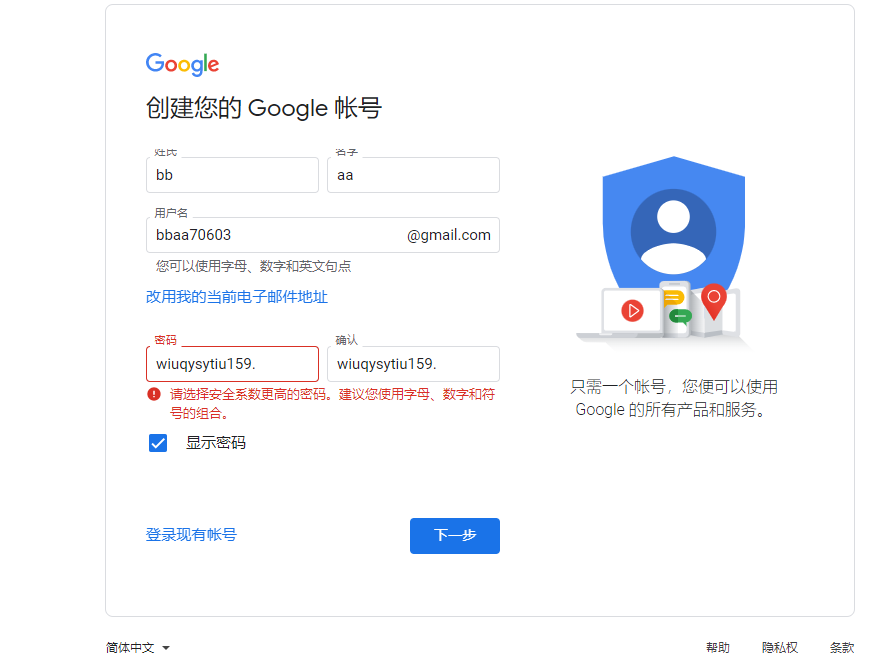 Google
创建您的 Google 帐号
姓氏 名字
bb aa
用户名
bbaa70603 @gmail.com
您可以使用字母、数字和英文句点
改用我的当前电子邮件地址
密码 确认
wiuqysytiu159. wiuqysytiu159.
请选择安全系数更高的密码。建议您使用字母、数字和符
号的组合。
显示密码
登录现有帐号 下一步
只需一个帐号，您便可以使用
Google 的所有产品和服务。
简体中文 帮助 隐私权 条款